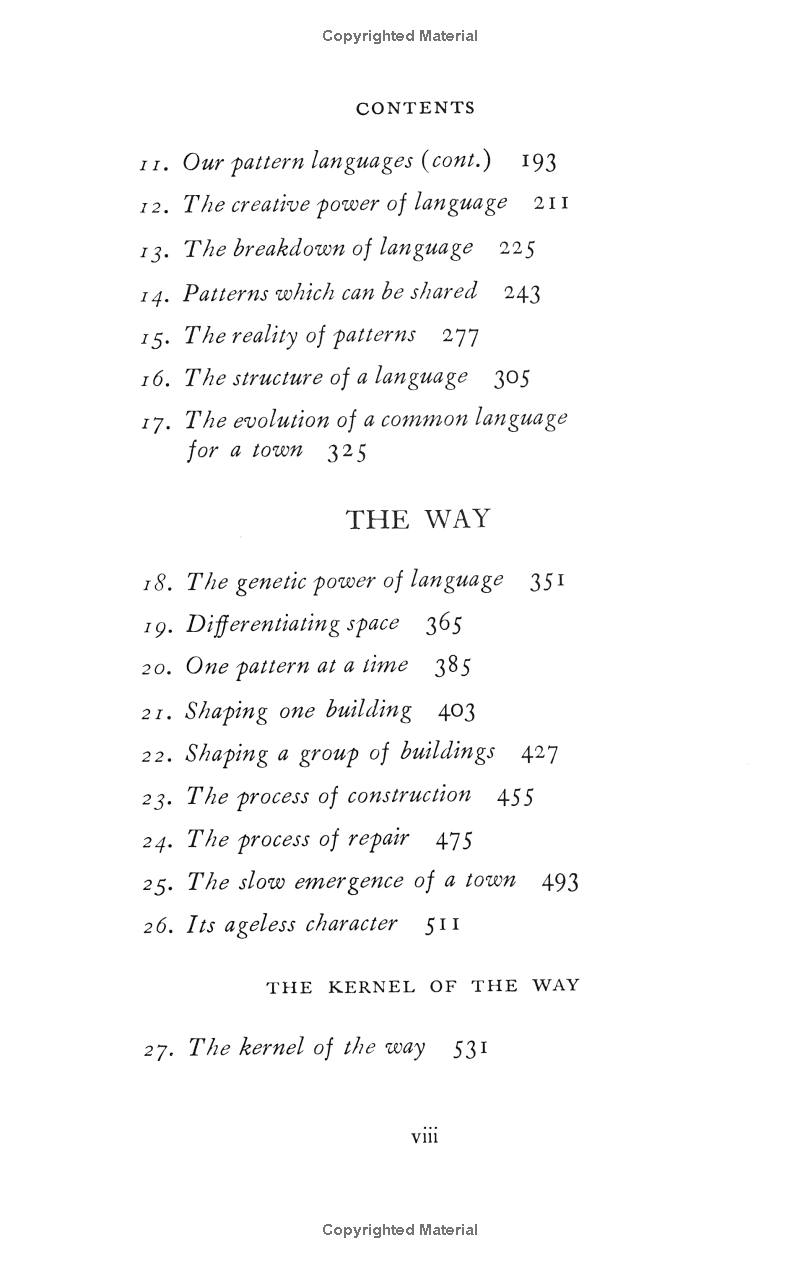 Copyrighted Material
CONTENTS
11. Our pattern languages (cont.) 193
12. The creative power of language 211
13. The breakdown of language 225
14. Patterns which can be shared 243
15. The reality of patterns 277
16. The structure of a language 305
17. The evolution of a common language
for a town 325
THE WAY
18. The genetic power of language 351
19. Differentiating space 365
20. One pattern at a time 385
21. Shaping one building 403
22. Shaping a group of buildings 427
23. The process of construction 455
24. The process of repair 475
25. The slow emergence of a town 493
26. Its ageless character 511
THE KERNEL OF THE WAY
27. The kernel of the way 531
viii
Copyrighted Material